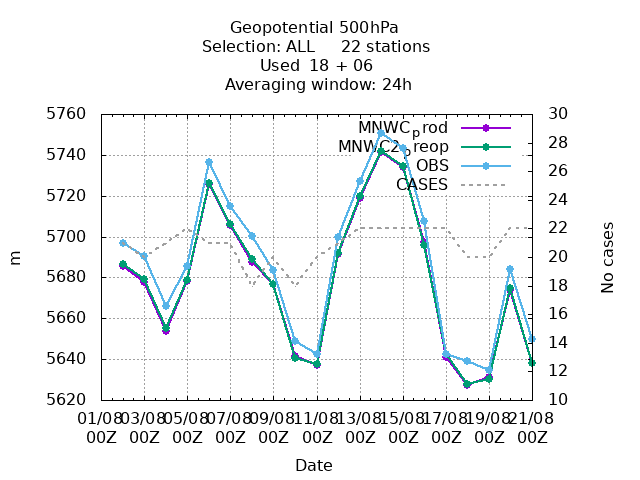 Geopotential 500hPa
Selection: ALL 22 stations
Used 18 + 06
Averaging window: 24h
5760
5740
5720
5700
5680
5660
5640
5620
m
30
28
26
24
22
20
18
16
14
12
10
No cases
MNWC_prod
MNWC2_preop
OBS
CASES
01/08 03/08 05/08 07/08 09/08 11/08 13/08 15/08 17/08 19/08 21/08
00Z 00Z 00Z 00Z 00Z 00Z 00Z 00Z 00Z 00Z 00Z
Date